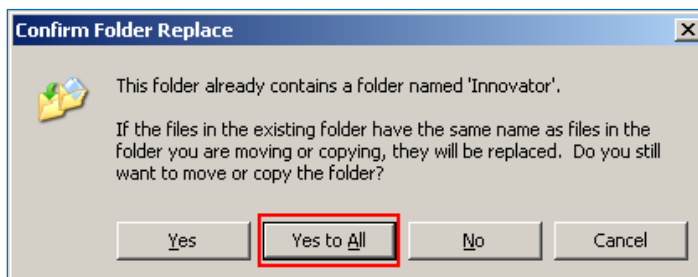 Confirm Folder Replace
This folder already contains a folder named 'Innovator'.
If the files in the existing folder have the same name as files in the
folder you are moving or copying, they will be replaced.  Do you still
want to move or copy the folder?
Yes
Yes to All
No
Cancel